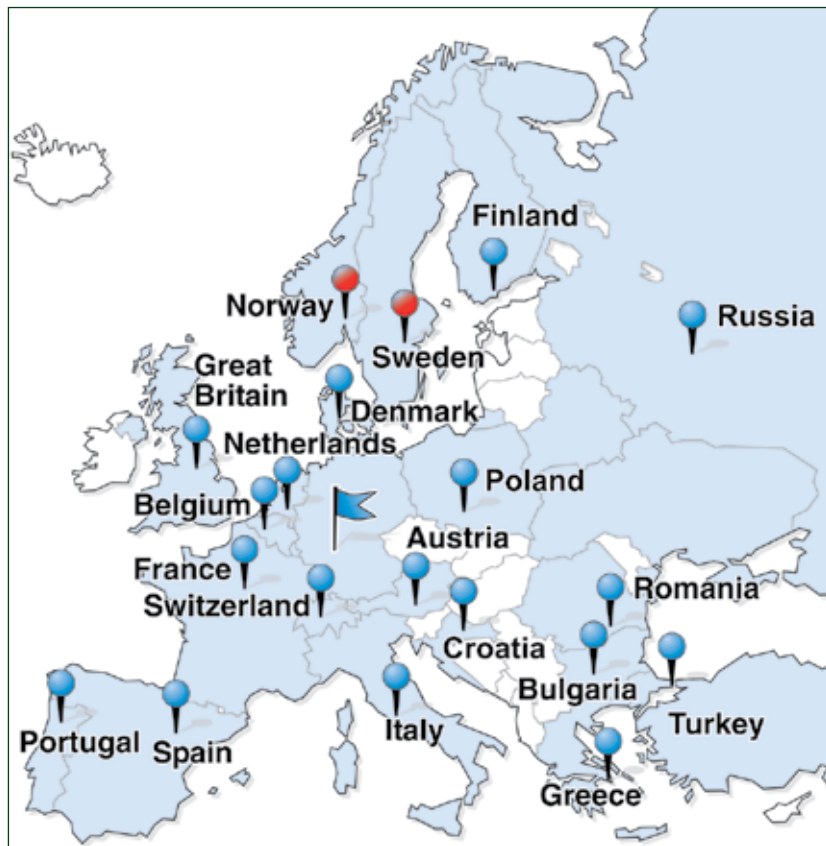 Finland
Norway
Russia
Sweden
Great
Britain
Denmark
Netherlands
Poland
Belgium
Austria
France
Switzerland
Romania
Croatia
Bulgaria
Turkey
Italy
Portugal
Spain
Greece